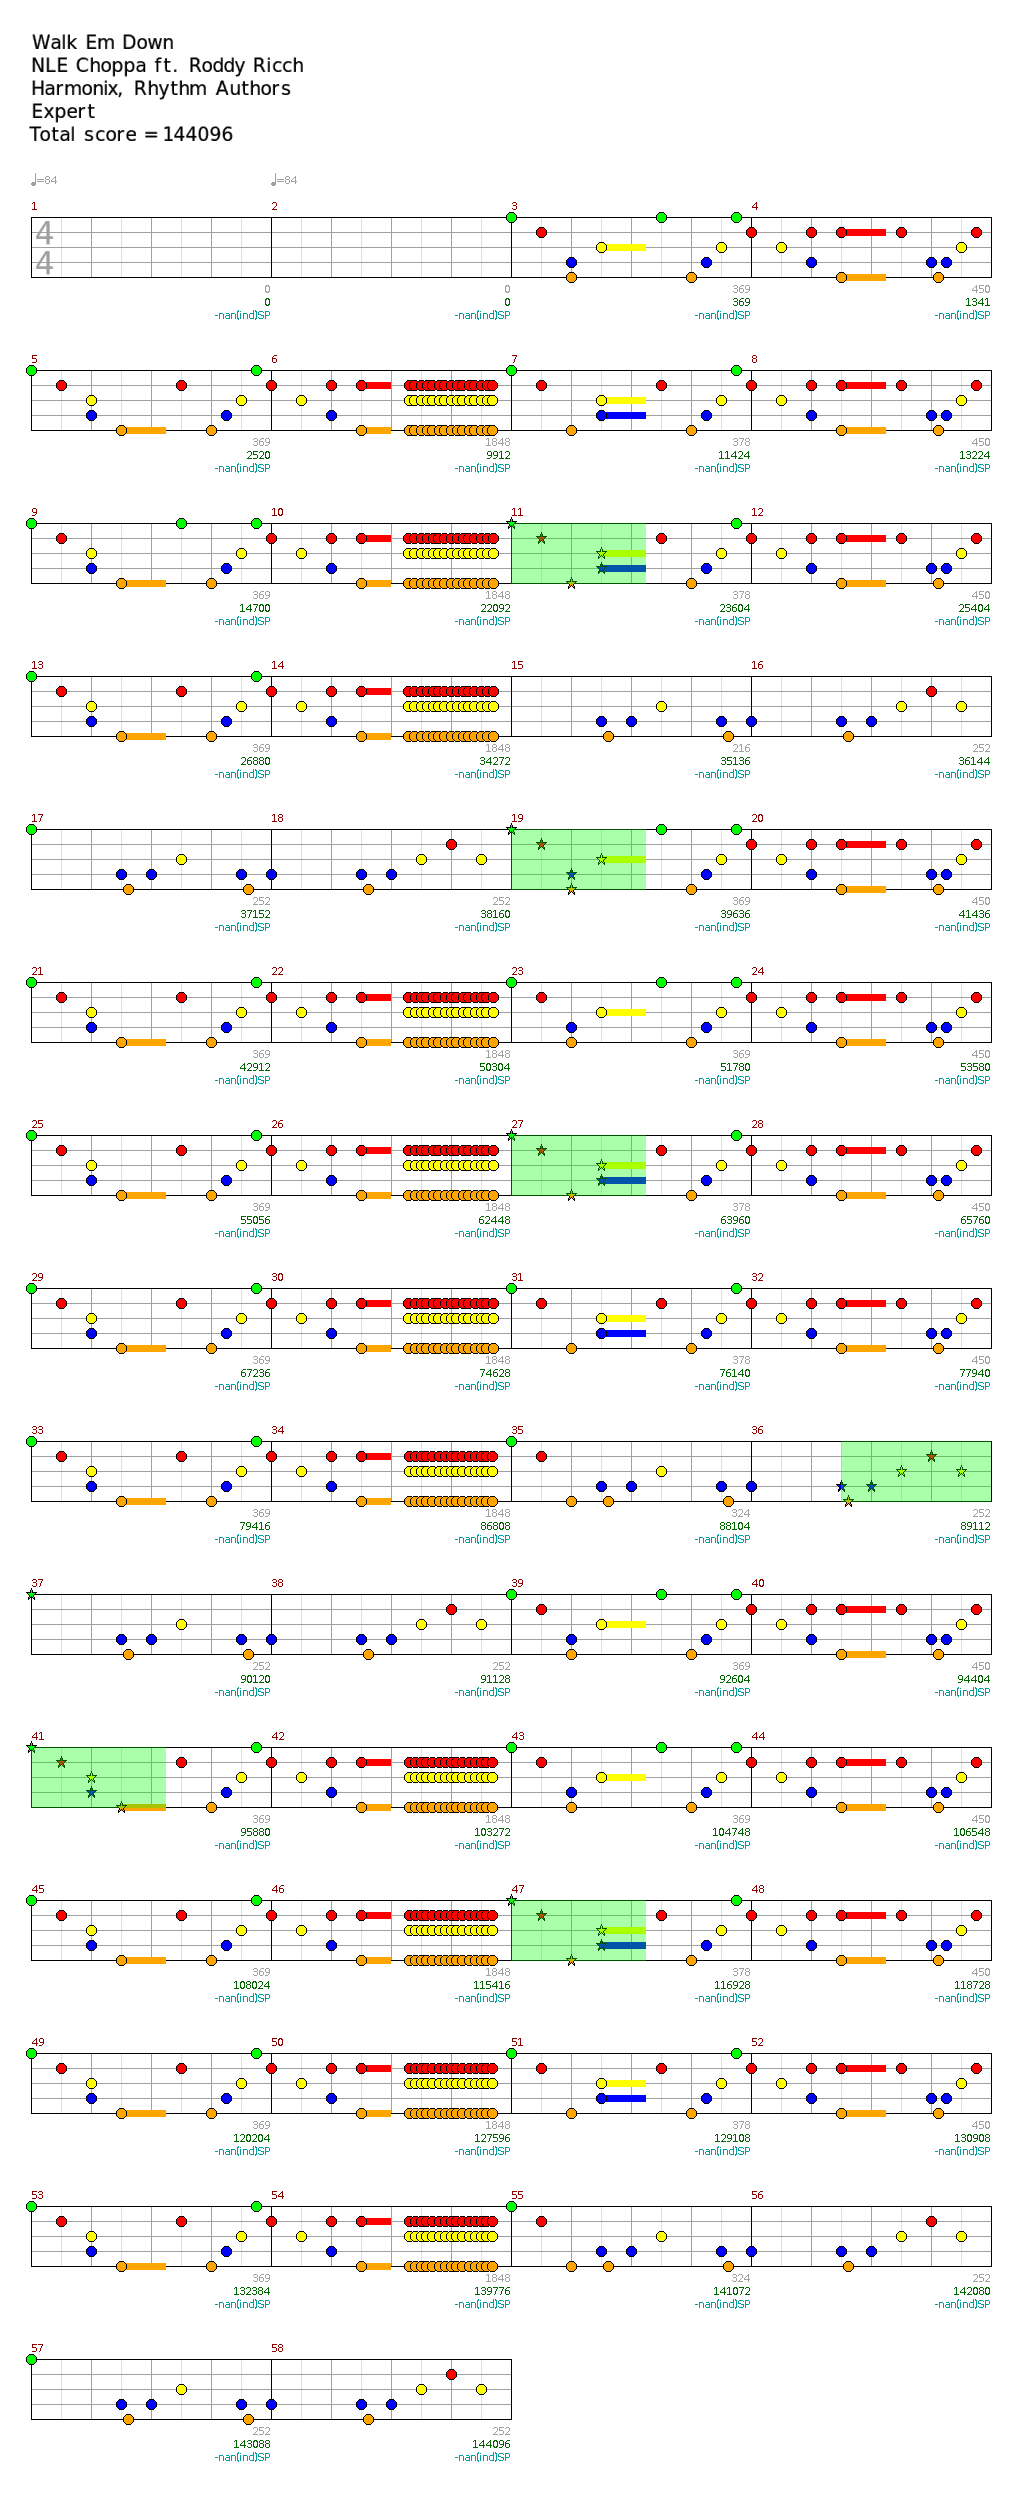 Walk Em Down
NLE Choppa ft. Roddy Ricch
Harmonix, Rhythm Authors
Expert
Total score = 144096
♩=84 ♩=84
1 2 3 4
4
4
0 0 369 450
0 0 369 1341
-nan(ind)SP -nan(ind)SP -nan(ind)SP -nan(ind)SP
5 6 7 8
369 1848 378 450
2520 9912 11424 13224
-nan(ind)SP -nan(ind)SP -nan(ind)SP -nan(ind)SP
9 10 11 12
369 1848 378 450
14700 22092 23604 25404
-nan(ind)SP -nan(ind)SP -nan(ind)SP -nan(ind)SP
13 14 15 16
369 1848 216 252
26880 34272 35136 36144
-nan(ind)SP -nan(ind)SP -nan(ind)SP -nan(ind)SP
17 18 19 20
252 252 369 450
37152 38160 39636 41436
-nan(ind)SP -nan(ind)SP -nan(ind)SP -nan(ind)SP
21 22 23 24
369 1848 369 450
42912 50304 51780 53580
-nan(ind)SP -nan(ind)SP -nan(ind)SP -nan(ind)SP
25 26 27 28
369 1848 378 450
55056 62448 63960 65760
-nan(ind)SP -nan(ind)SP -nan(ind)SP -nan(ind)SP
29 30 31 32
369 1848 378 450
67236 74628 76140 77940
-nan(ind)SP -nan(ind)SP -nan(ind)SP -nan(ind)SP
33 34 35 36
369 1848 324 252
79416 86808 88104 89112
-nan(ind)SP -nan(ind)SP -nan(ind)SP -nan(ind)SP
37 38 39 40
252 252 369 450
90120 91128 92604 94404
-nan(ind)SP -nan(ind)SP -nan(ind)SP -nan(ind)SP
41 42 43 44
369 1848 369 450
95880 103272 104748 106548
-nan(ind)SP -nan(ind)SP -nan(ind)SP -nan(ind)SP
45 46 47 48
369 1848 378 450
108024 115416 116928 118728
-nan(ind)SP -nan(ind)SP -nan(ind)SP -nan(ind)SP
49 50 51 52
369 1848 378 450
120204 127596 129108 130908
-nan(ind)SP -nan(ind)SP -nan(ind)SP -nan(ind)SP
53 54 55 56
369 1848 324 252
132384 139776 141072 142080
-nan(ind)SP -nan(ind)SP -nan(ind)SP -nan(ind)SP
57 58
252 252
143088 144096
-nan(ind)SP -nan(ind)SP